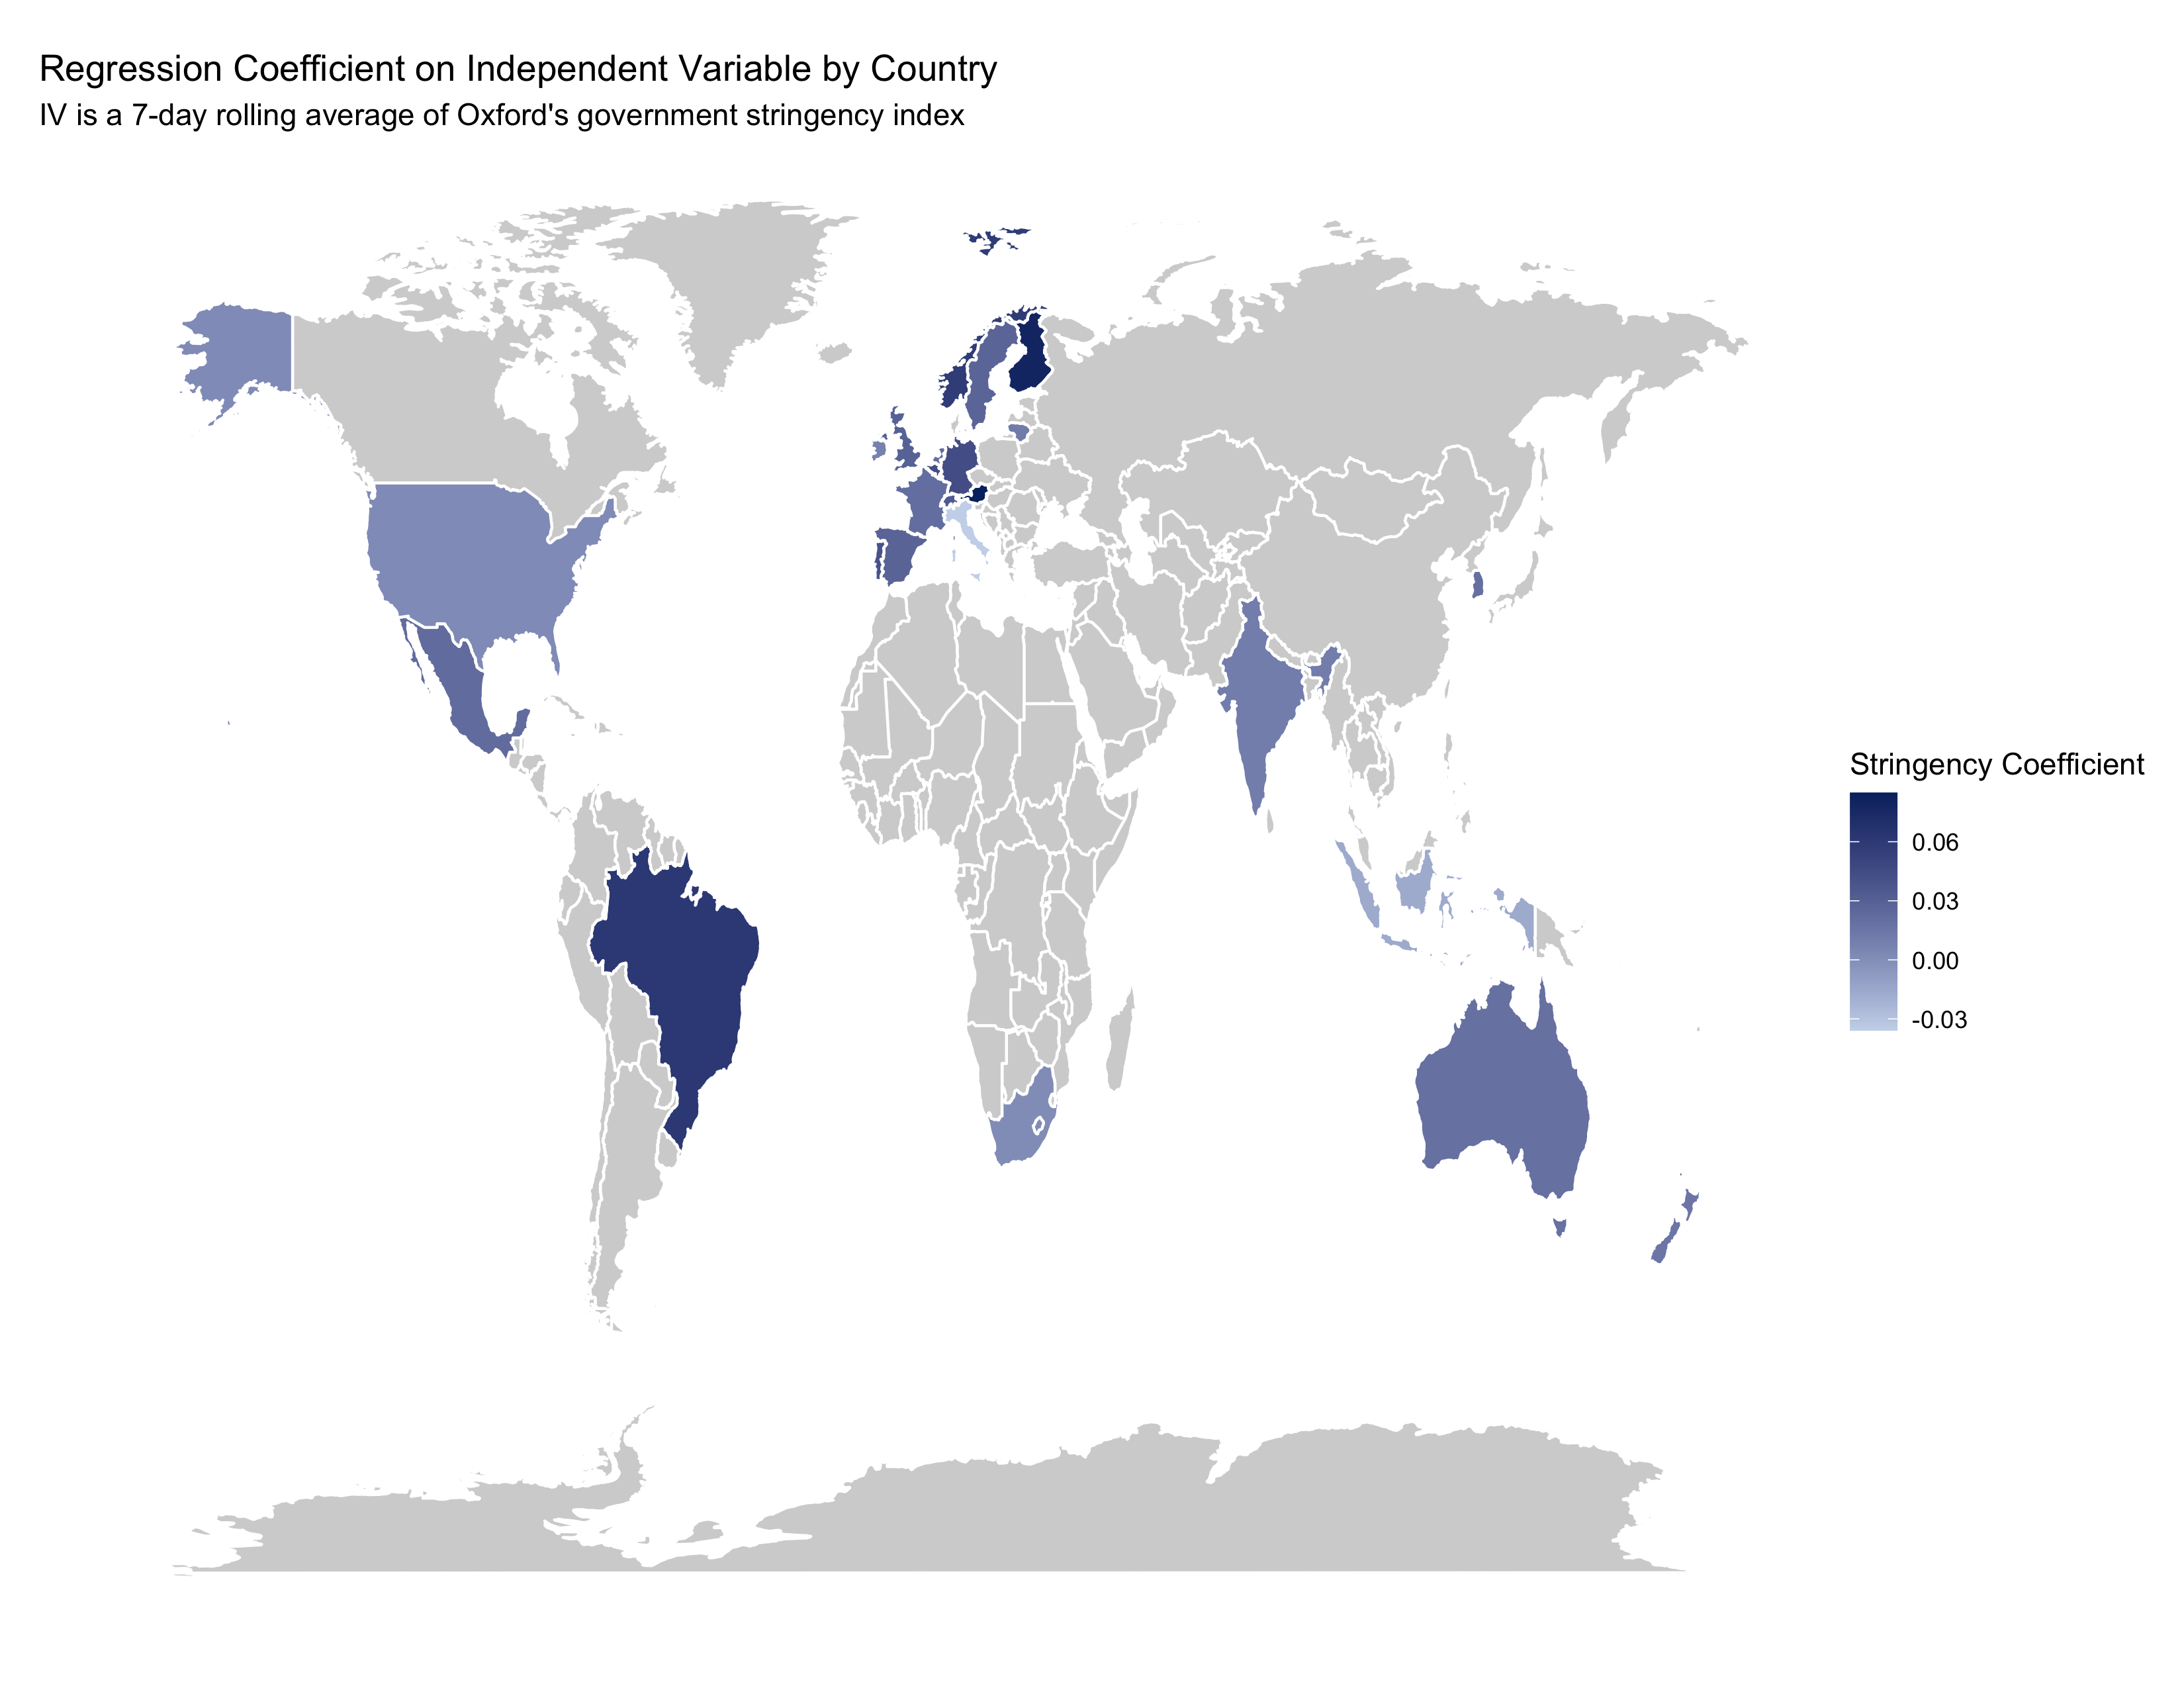 Regression Coefficient on Independent Variable by Country
IV is a 7-day rolling average of Oxford's government stringency index
Stringency Coefficient
0.06
0.03
0.00
-0.03